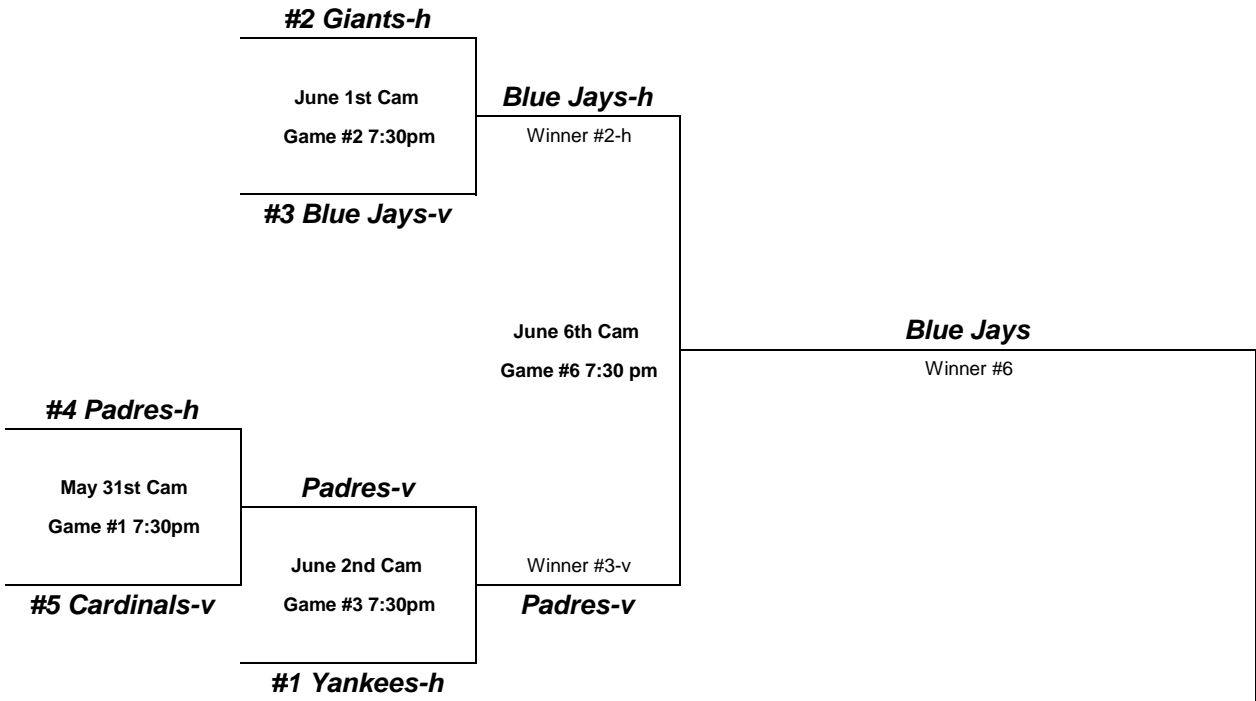 #2 Giants-h
June 1st Cam
Game #2 7:30pm
Blue Jays-h
Winner #2-h
#3 Blue Jays-v
June 6th Cam
Game #6 7:30 pm
Blue Jays
Winner #6
#4 Padres-h
May 31st Cam
Game #1 7:30pm
Padres-v
#5 Cardinals-v
June 2nd Cam
Game #3 7:30pm
Winner #3-v
Padres-v
#1 Yankees-h